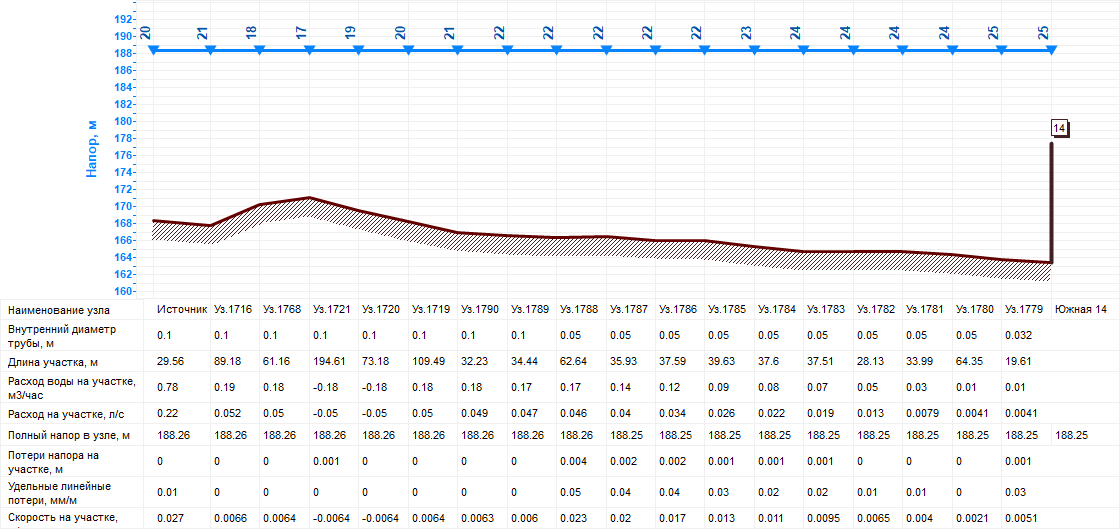 192
190
188
186
184
182
180
178
176
174
172
170
168
166
164
162
160
Напор, м
20 21 18 17 19 20 21 22 22 22 22 22 23 24 24 24 24 25 25
14
Наименование узла Источник Уз.1716 Уз.1768 Уз.1721 Уз.1720 Уз.1719 Уз.1790 Уз.1789 Уз.1788 Уз.1787 Уз.1786 Уз.1785 Уз.1784 Уз.1783 Уз.1782 Уз.1781 Уз.1780 Уз.1779 Южная 14
Внутренний диаметр
трубы, м 0.1 0.1 0.1 0.1 0.1 0.1 0.1 0.1 0.05 0.05 0.05 0.05 0.05 0.05 0.05 0.05 0.05 0.032
Длина участка, м 29.56 89.18 61.16 194.61 73.18 109.49 32.23 34.44 62.64 35.93 37.59 39.63 37.6 37.51 28.13 33.99 64.35 19.61
Расход воды на участке,
м3/час 0.78 0.19 0.18 -0.18 -0.18 0.18 0.18 0.17 0.17 0.14 0.12 0.09 0.08 0.07 0.05 0.03 0.01 0.01
Расход на участке, л/с 0.22 0.052 0.05 -0.05 -0.05 0.05 0.049 0.047 0.046 0.04 0.034 0.026 0.022 0.019 0.013 0.0079 0.0041 0.0041
Полный напор в узле, м 188.26 188.26 188.26 188.26 188.26 188.26 188.26 188.26 188.26 188.25 188.25 188.25 188.25 188.25 188.25 188.25 188.25 188.25 188.25
Потери напора на
участке, м 0 0 0 0.001 0 0 0 0 0.004 0.002 0.002 0.001 0.001 0.001 0 0 0 0.001
Удельные линейные
потери, мм/м 0.01 0 0 0 0 0 0 0 0.05 0.04 0.04 0.03 0.02 0.02 0.01 0.01 0 0.03
Скорость на участке, 0.027 0.0066 0.0064 -0.0064 -0.0064 0.0064 0.0063 0.006 0.023 0.02 0.017 0.013 0.011 0.0095 0.0065 0.004 0.0021 0.0051